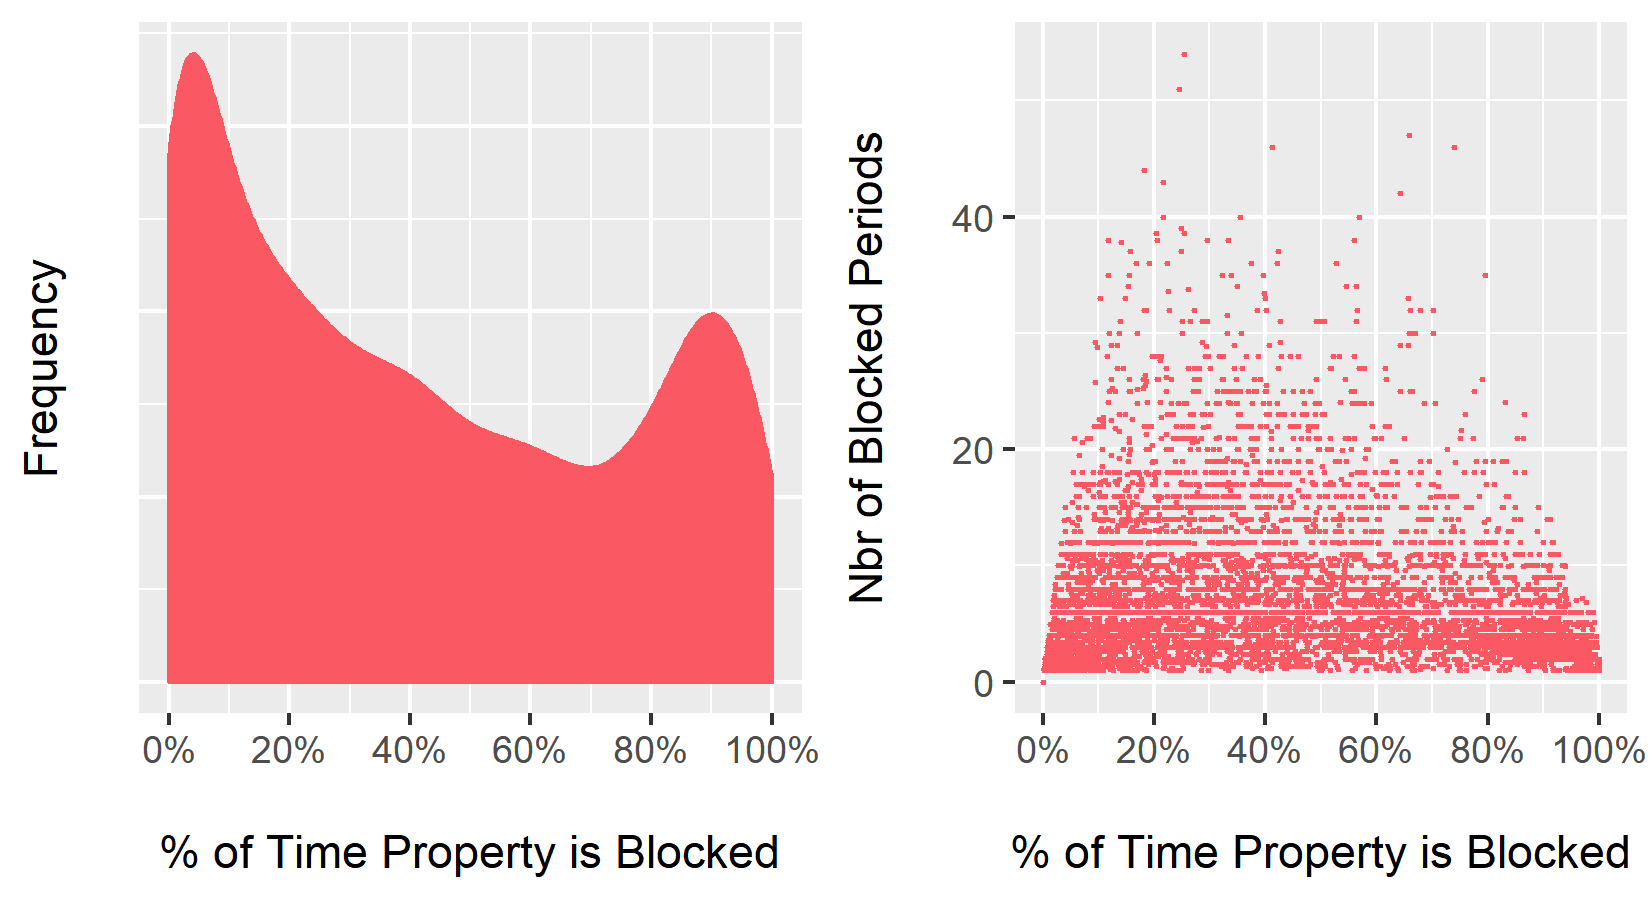 Frequency
0% 20% 40% 60% 80% 100%
% of Time Property is Blocked
Nbr of Blocked Periods
40
20
0
0% 20% 40% 60% 80% 100%
% of Time Property is Blocked